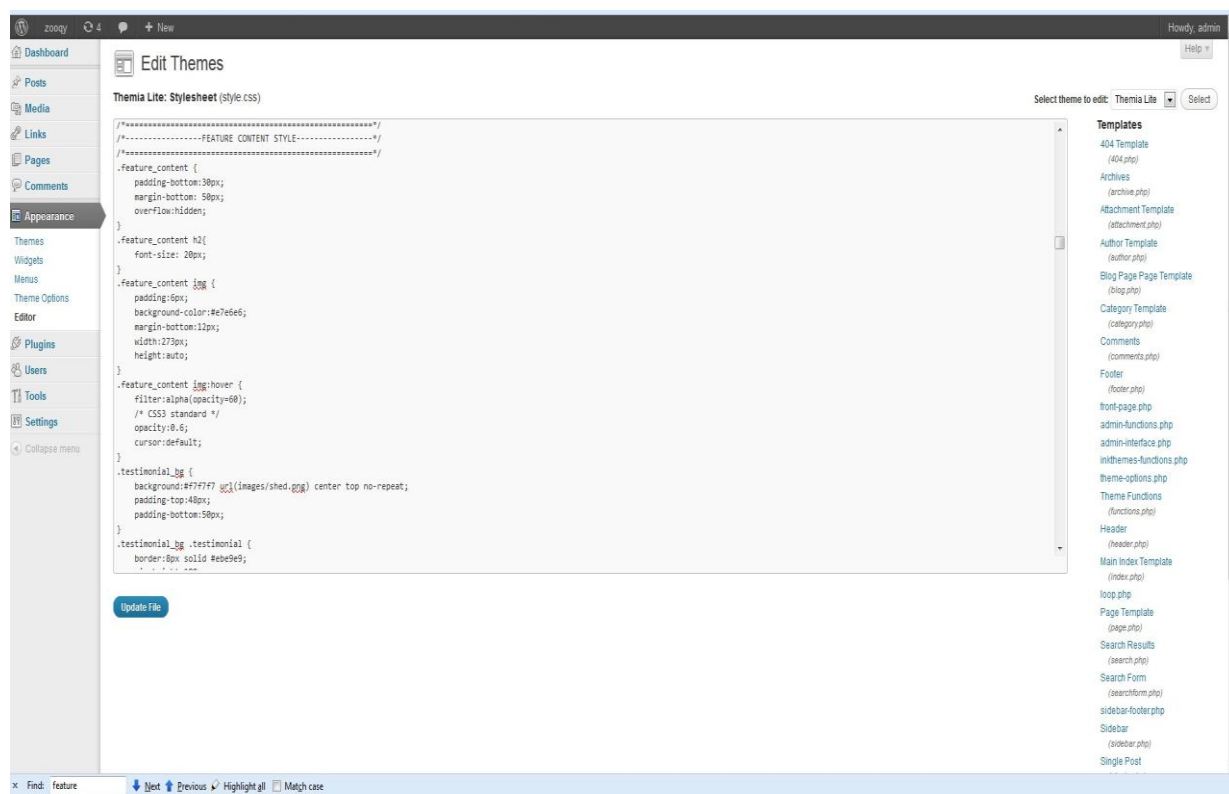 zooqy 4 + New Howdy, admin
Help
Dashboard
Posts
Media
Links
Pages
Comments
Appearance
Themes
Widgets
Menus
Theme Options
Editor
Plugins
Users
Tools
Settings
Collapse menu
Edit Themes
Themia Lite: Stylesheet (style.css)
Select theme to edit: Themia Lite Select
/*==========================================================*/
/*------------------FEATURE CONTENT STYLE------------------*/
/*==========================================================*/
.feature_content {
padding-bottom:30px;
margin-bottom: 50px;
overflow:hidden;
}
.feature_content h2{
font-size: 20px;
}
.feature_content img {
padding:6px;
background-color:#e7e6e6;
margin-bottom:12px;
width:273px;
height:auto;
}
.feature_content img:hover {
filter:alpha(opacity=60);
/* CSS3 standard */
opacity:0.6;
cursor:default;
}
.testimonial_bg {
background:#f7f7f7 url(images/shed.png) center top no-repeat;
padding-top:48px;
padding-bottom:50px;
}
.testimonial_bg .testimonial {
border:8px solid #ebe9e9;
Update File
Templates
404 Template
(404.php)
Archives
(archive.php)
Attachment Template
(attachment.php)
Author Template
(author.php)
Blog Page Page Template
(blog.php)
Category Template
(category.php)
Comments
(comments.php)
Footer
(footer.php)
front-page.php
admin-functions.php
admin-interface.php
inkthemes-functions.php
theme-options.php
Theme Functions
(functions.php)
Header
(header.php)
Main Index Template
(index.php)
loop.php
Page Template
(page.php)
Search Results
(search.php)
Search Form
(searchform.php)
sidebar-footer.php
Sidebar
(sidebar.php)
Single Post
x Find: feature Next Previous Highlight all Match case